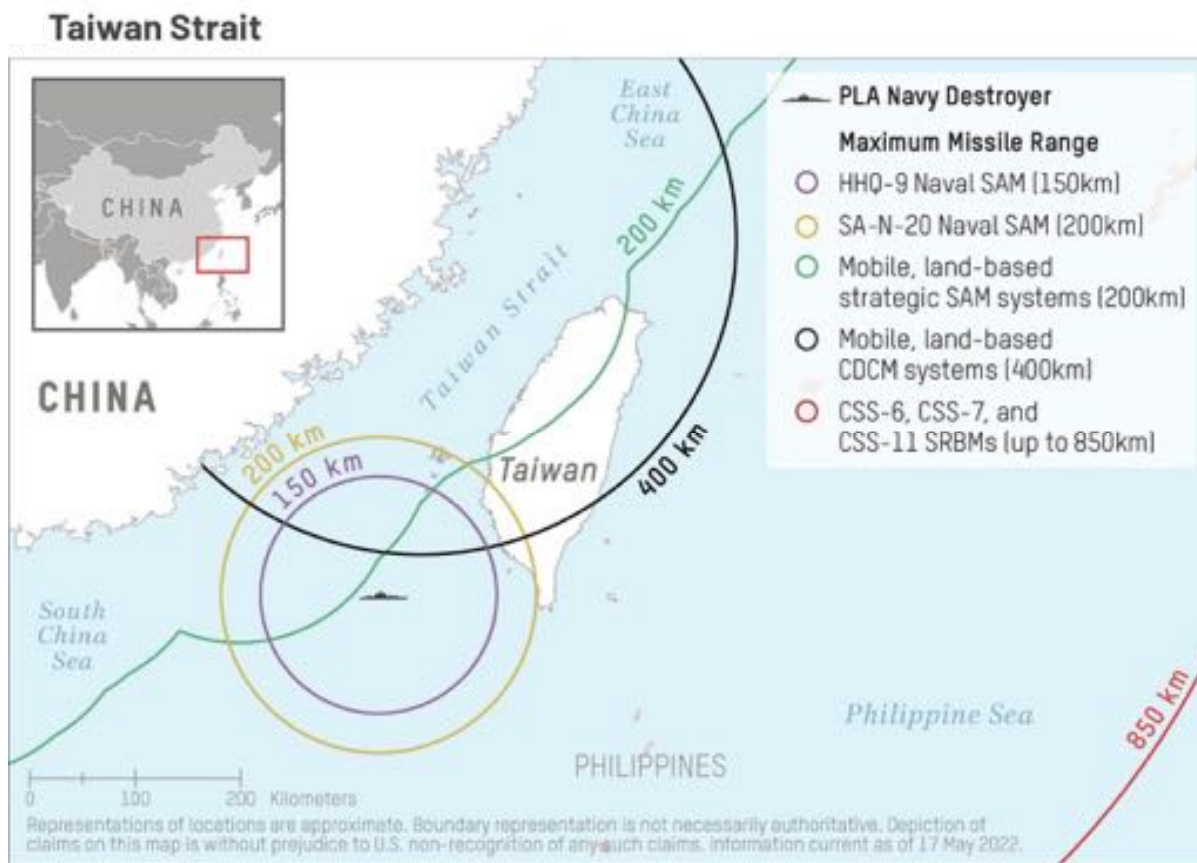 Taiwan Strait
CHINA
East
China
Sea
PLA Navy Destroyer
Maximum Missile Range
HHQ-9 Naval SAM (150km)
SA-N-20 Naval SAM (200km)
Mobile, land-based
strategic SAM systems (200km)
Mobile, land-based
CDCM systems (400km)
CSS-6, CSS-7, and
CSS-11 SRBMs (up to 850km)
200 km
Taiwan Strait
CHINA
200 km
150 km
Taiwan
400 km
South
China
Sea
Philippine Sea
850 km
PHILIPPINES
0 100 200 Kilometers
Representations of locations are approximate. Boundary representation is not necessarily authoritative. Depiction of
claims on this map is without prejudice to U.S. non-recognition of any such claims. Information current as of 17 May 2022.